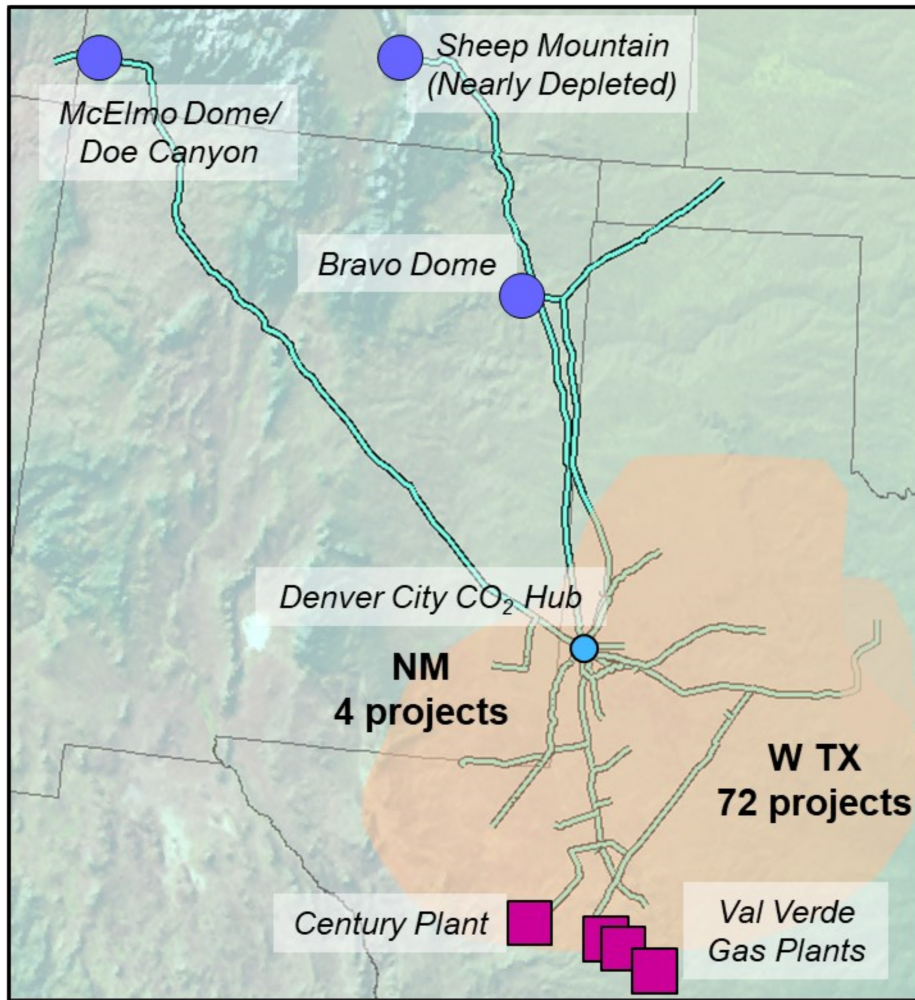 Sheep Mountain
(Nearly Depleted)
McElmo Dome/
Doe Canyon
Bravo Dome
Denver City CO₂ Hub
NM
4 projects
W TX
72 projects
Century Plant
Val Verde
Gas Plants